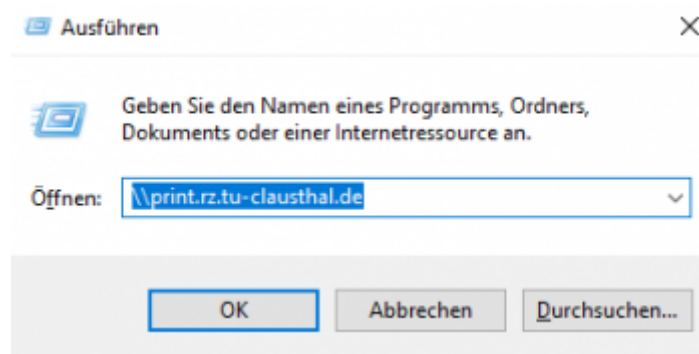 Ausführen
Geben Sie den Namen eines Programms, Ordners,
Dokuments oder einer Internetressource an.
Öffnen: \\print.rz.tu-clausthal.de
OK Abbrechen Durchsuchen...